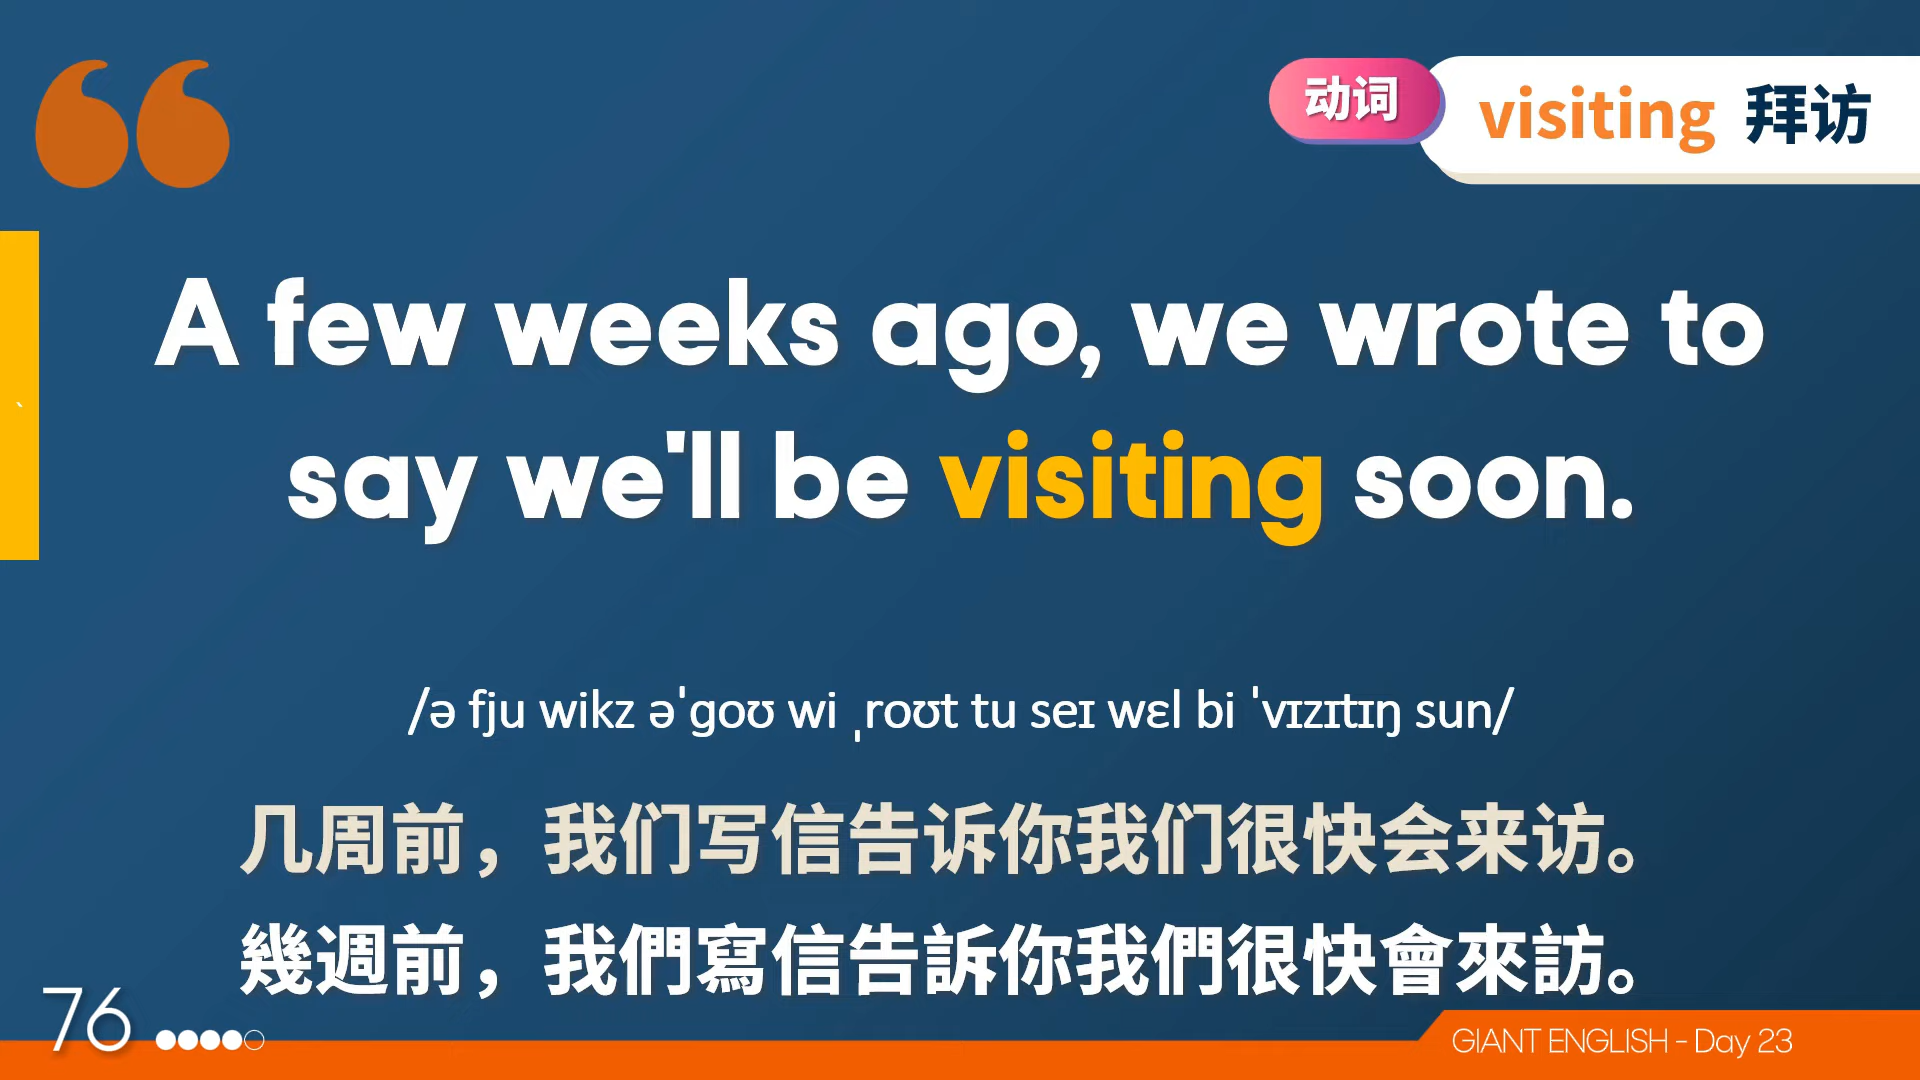 动词 visiting 拜访
A few weeks ago, we wrote to
say we'll be visiting soon.
/ə fju wikz əˈɡoʊ wi ˌroʊt tu seɪ wɛl bi ˈvɪzɪtɪŋ sun/
几周前，我们写信告诉你我们很快会来访。
幾週前，我們寫信告訴你我們很快會來訪。
76
GIANT ENGLISH - Day 23